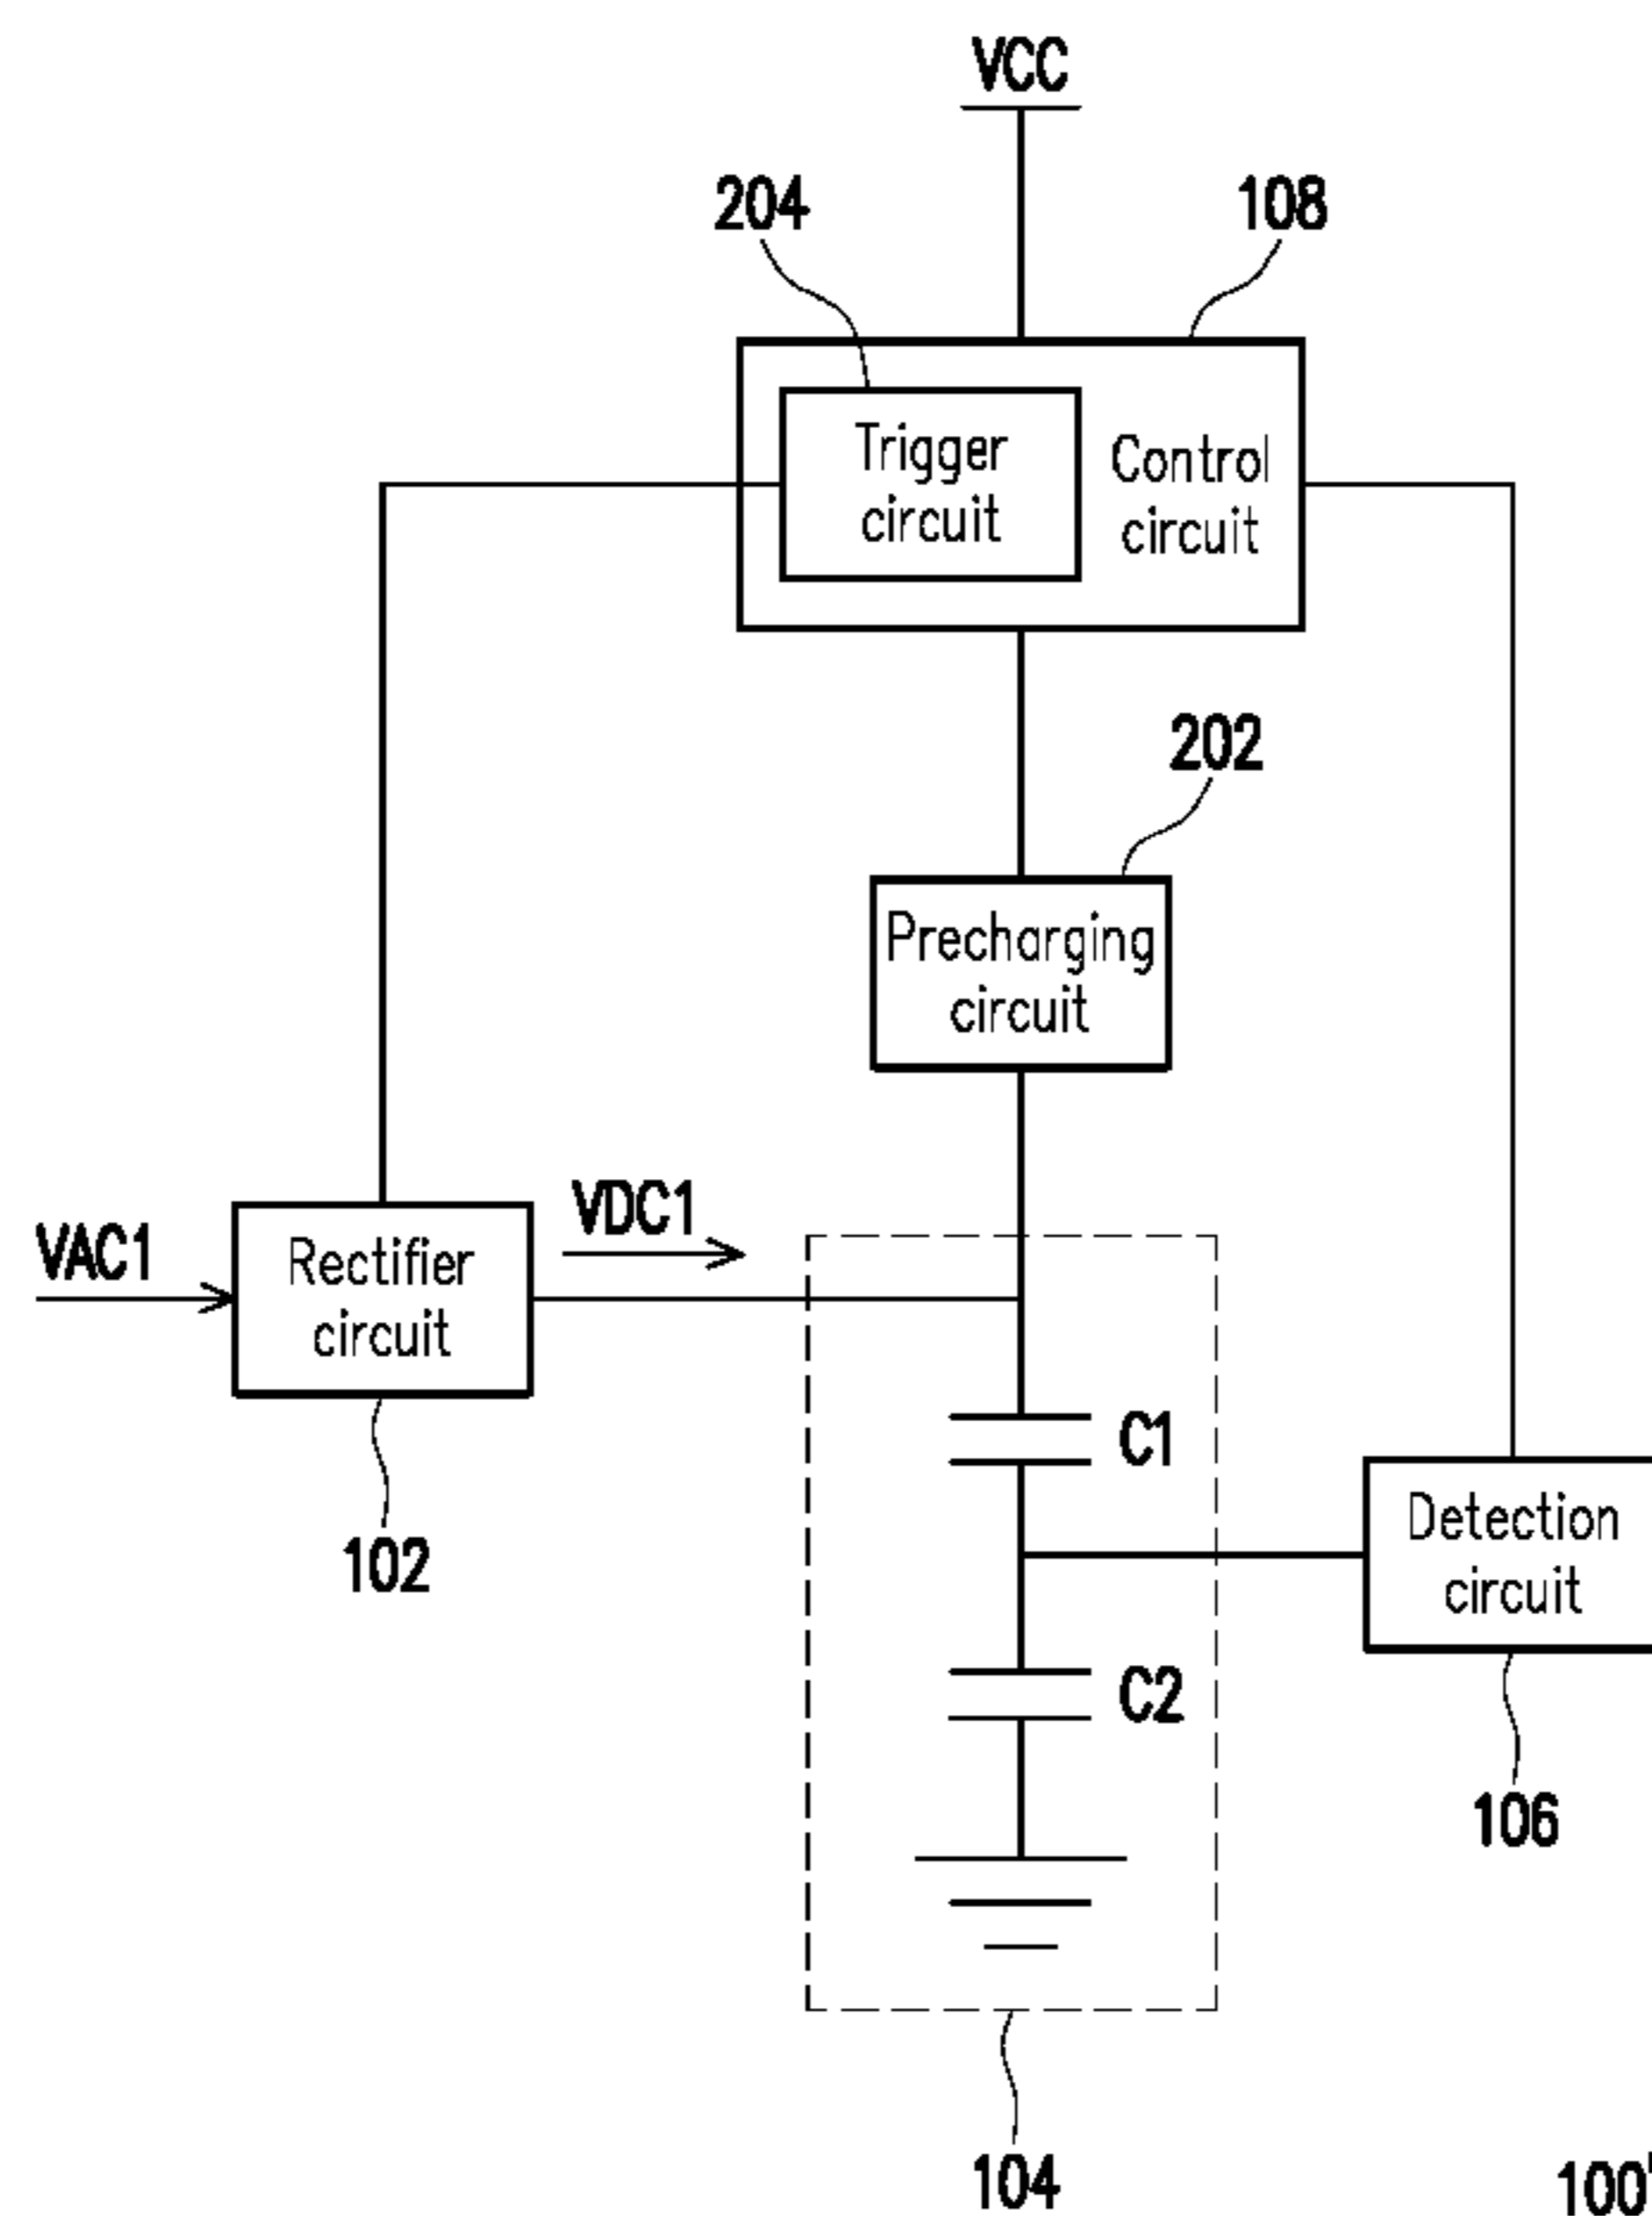 VCC
204
108
Trigger
circuit
Control
circuit
202
Precharging
circuit
VAC1
Rectifier
circuit
VDC1
102
C1
Detection
circuit
C2
106
104
100'